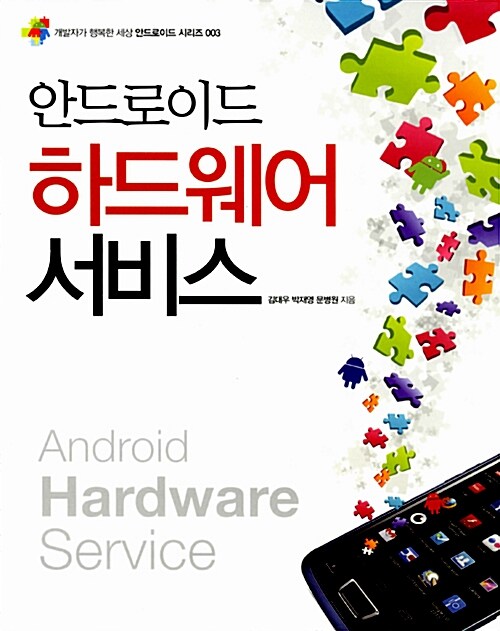 개발자가 행복한 세상 안드로이드 시리즈 003
안드로이드
하드웨어
서비스
김대우 박재영 문병원 지음
Android
Hardware
Service